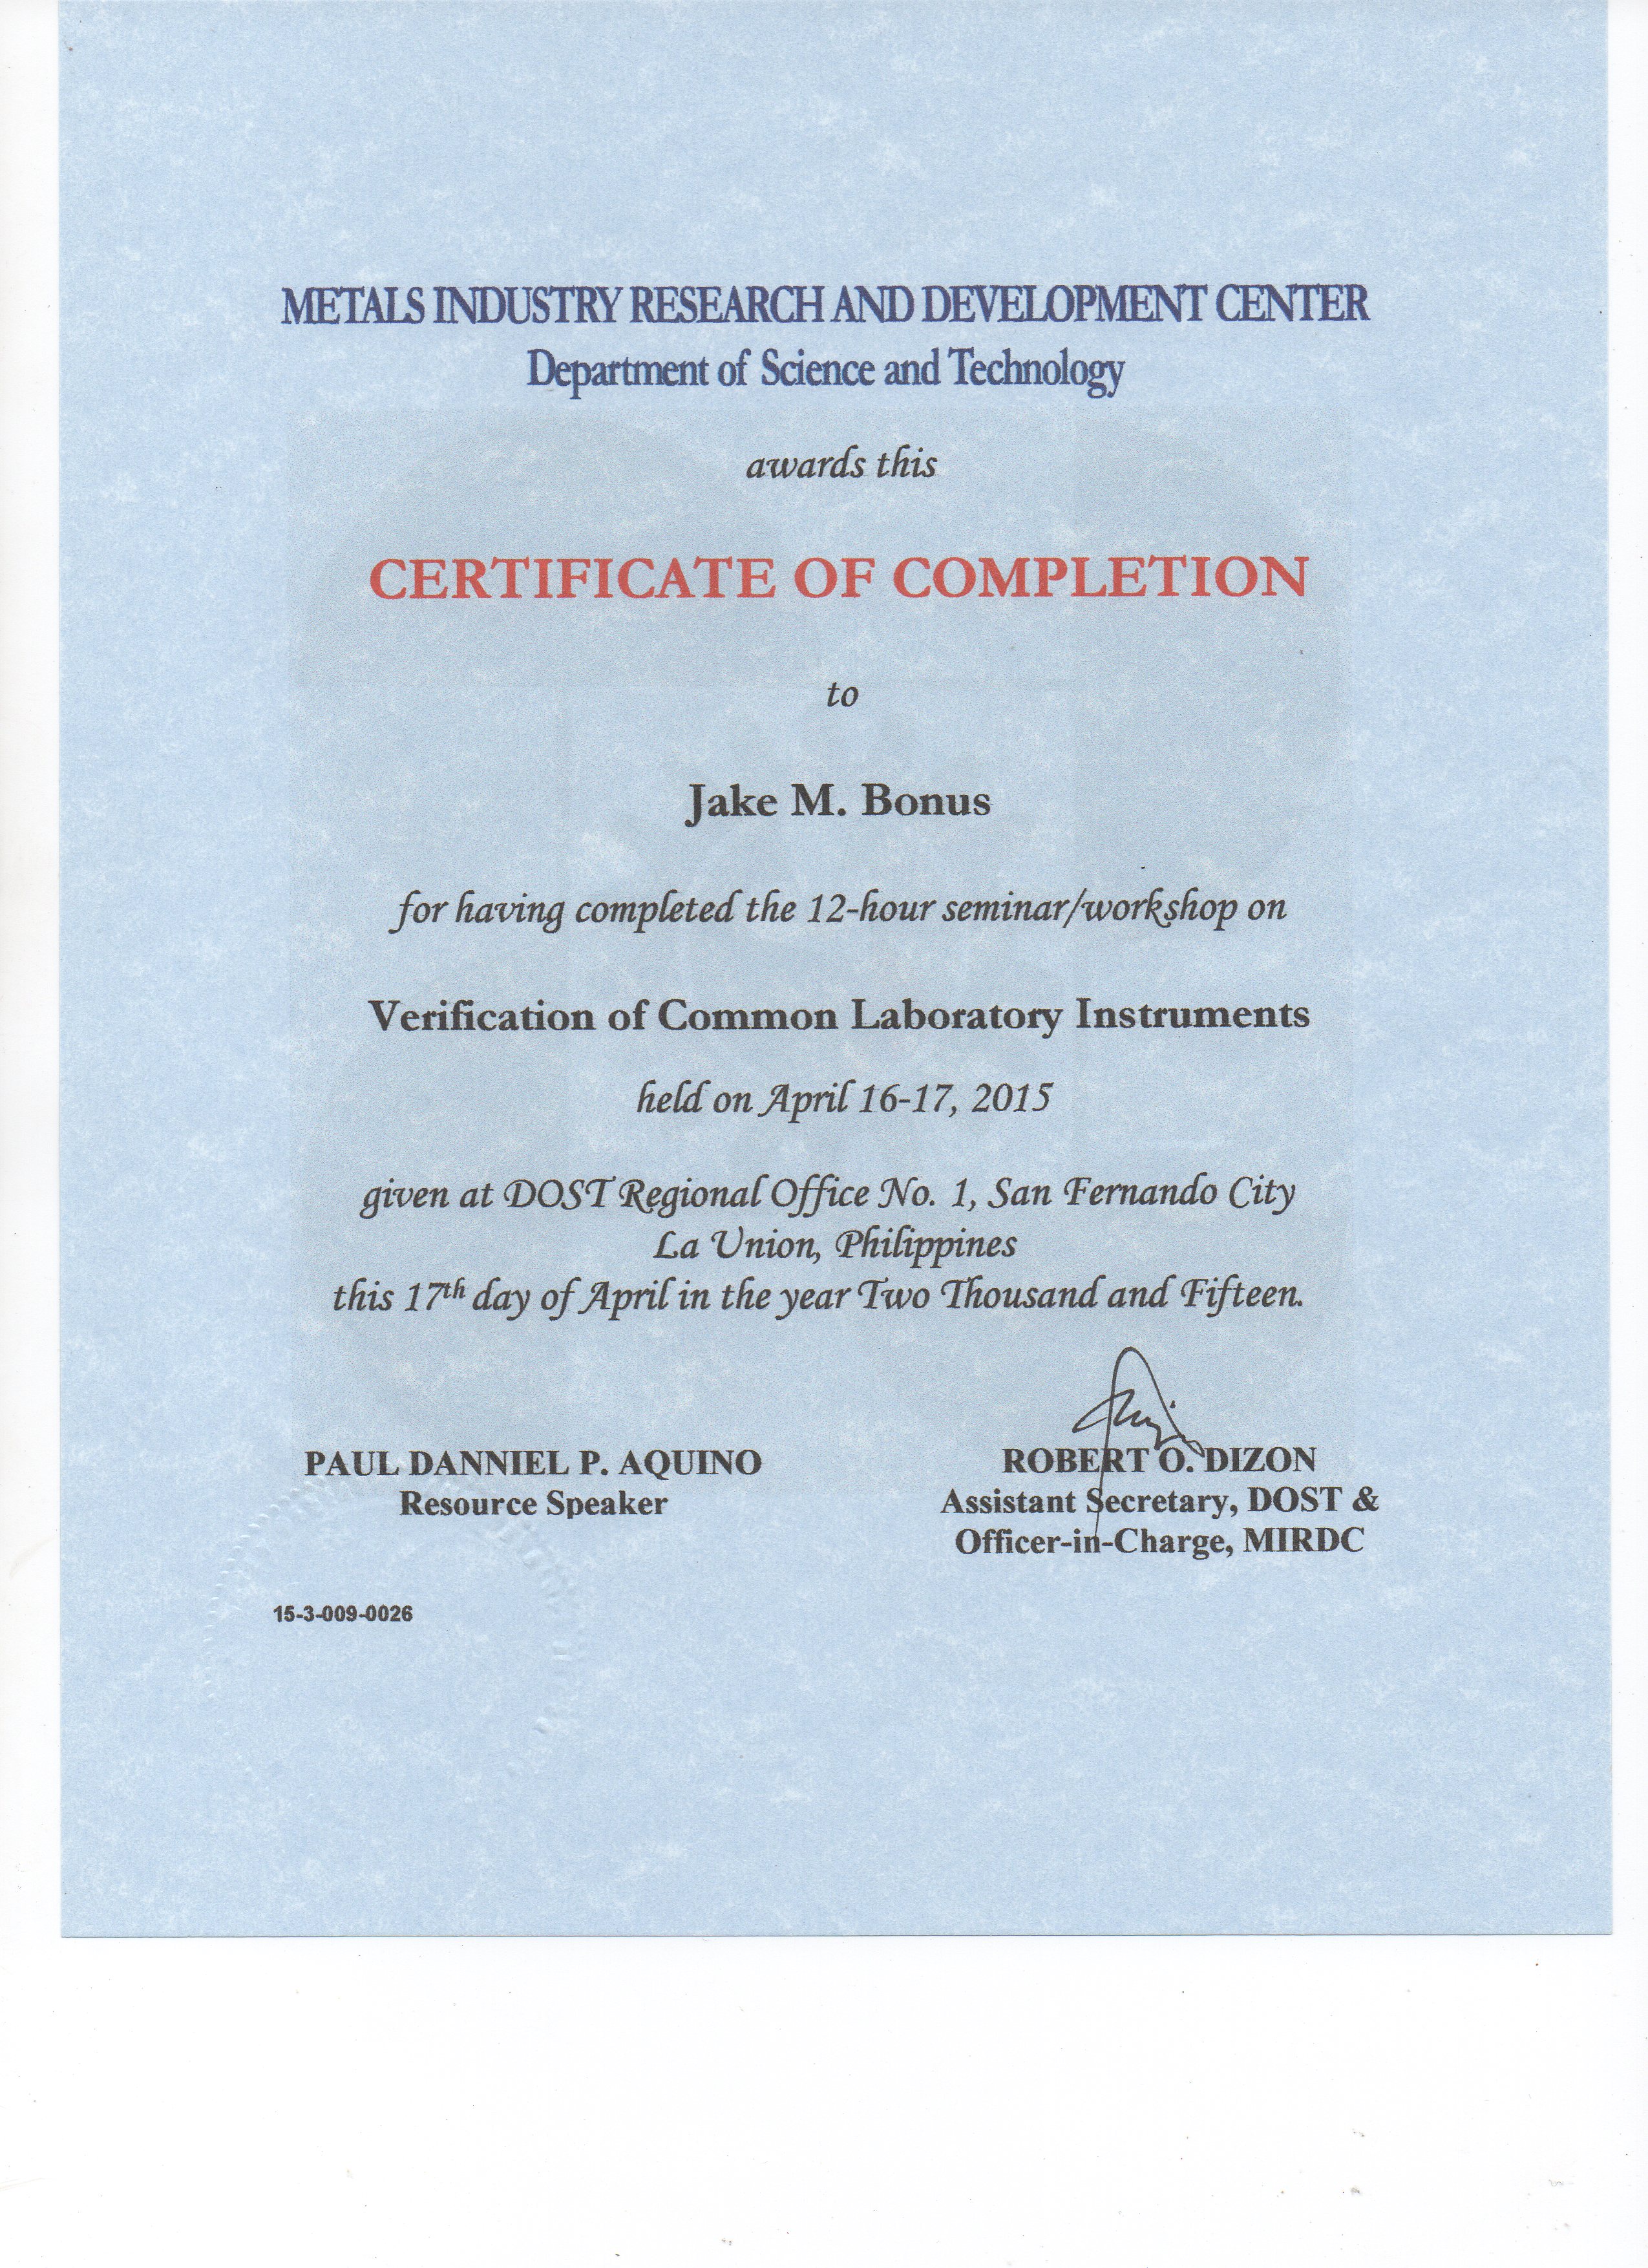 METALS INDUSTRY RESEARCH AND DEVELOPMENT CENTER
Department of Science and Technology
awards this
CERTIFICATE OF COMPLETION
to
Jake M. Bonus
for having completed the 12-hour seminar/workshop on
Verification of Common Laboratory Instruments
held on April 16-17, 2015
given at DOST Regional Office No. 1, San Fernando City
La Union, Philippines
this 17th day of April in the year Two Thousand and Fifteen.
PAUL DANNIEL P. AQUINO
Resource Speaker
ROBERT O. DIZON
Assistant Secretary, DOST &
Officer-in-Charge, MIRDC
15-3-009-0026